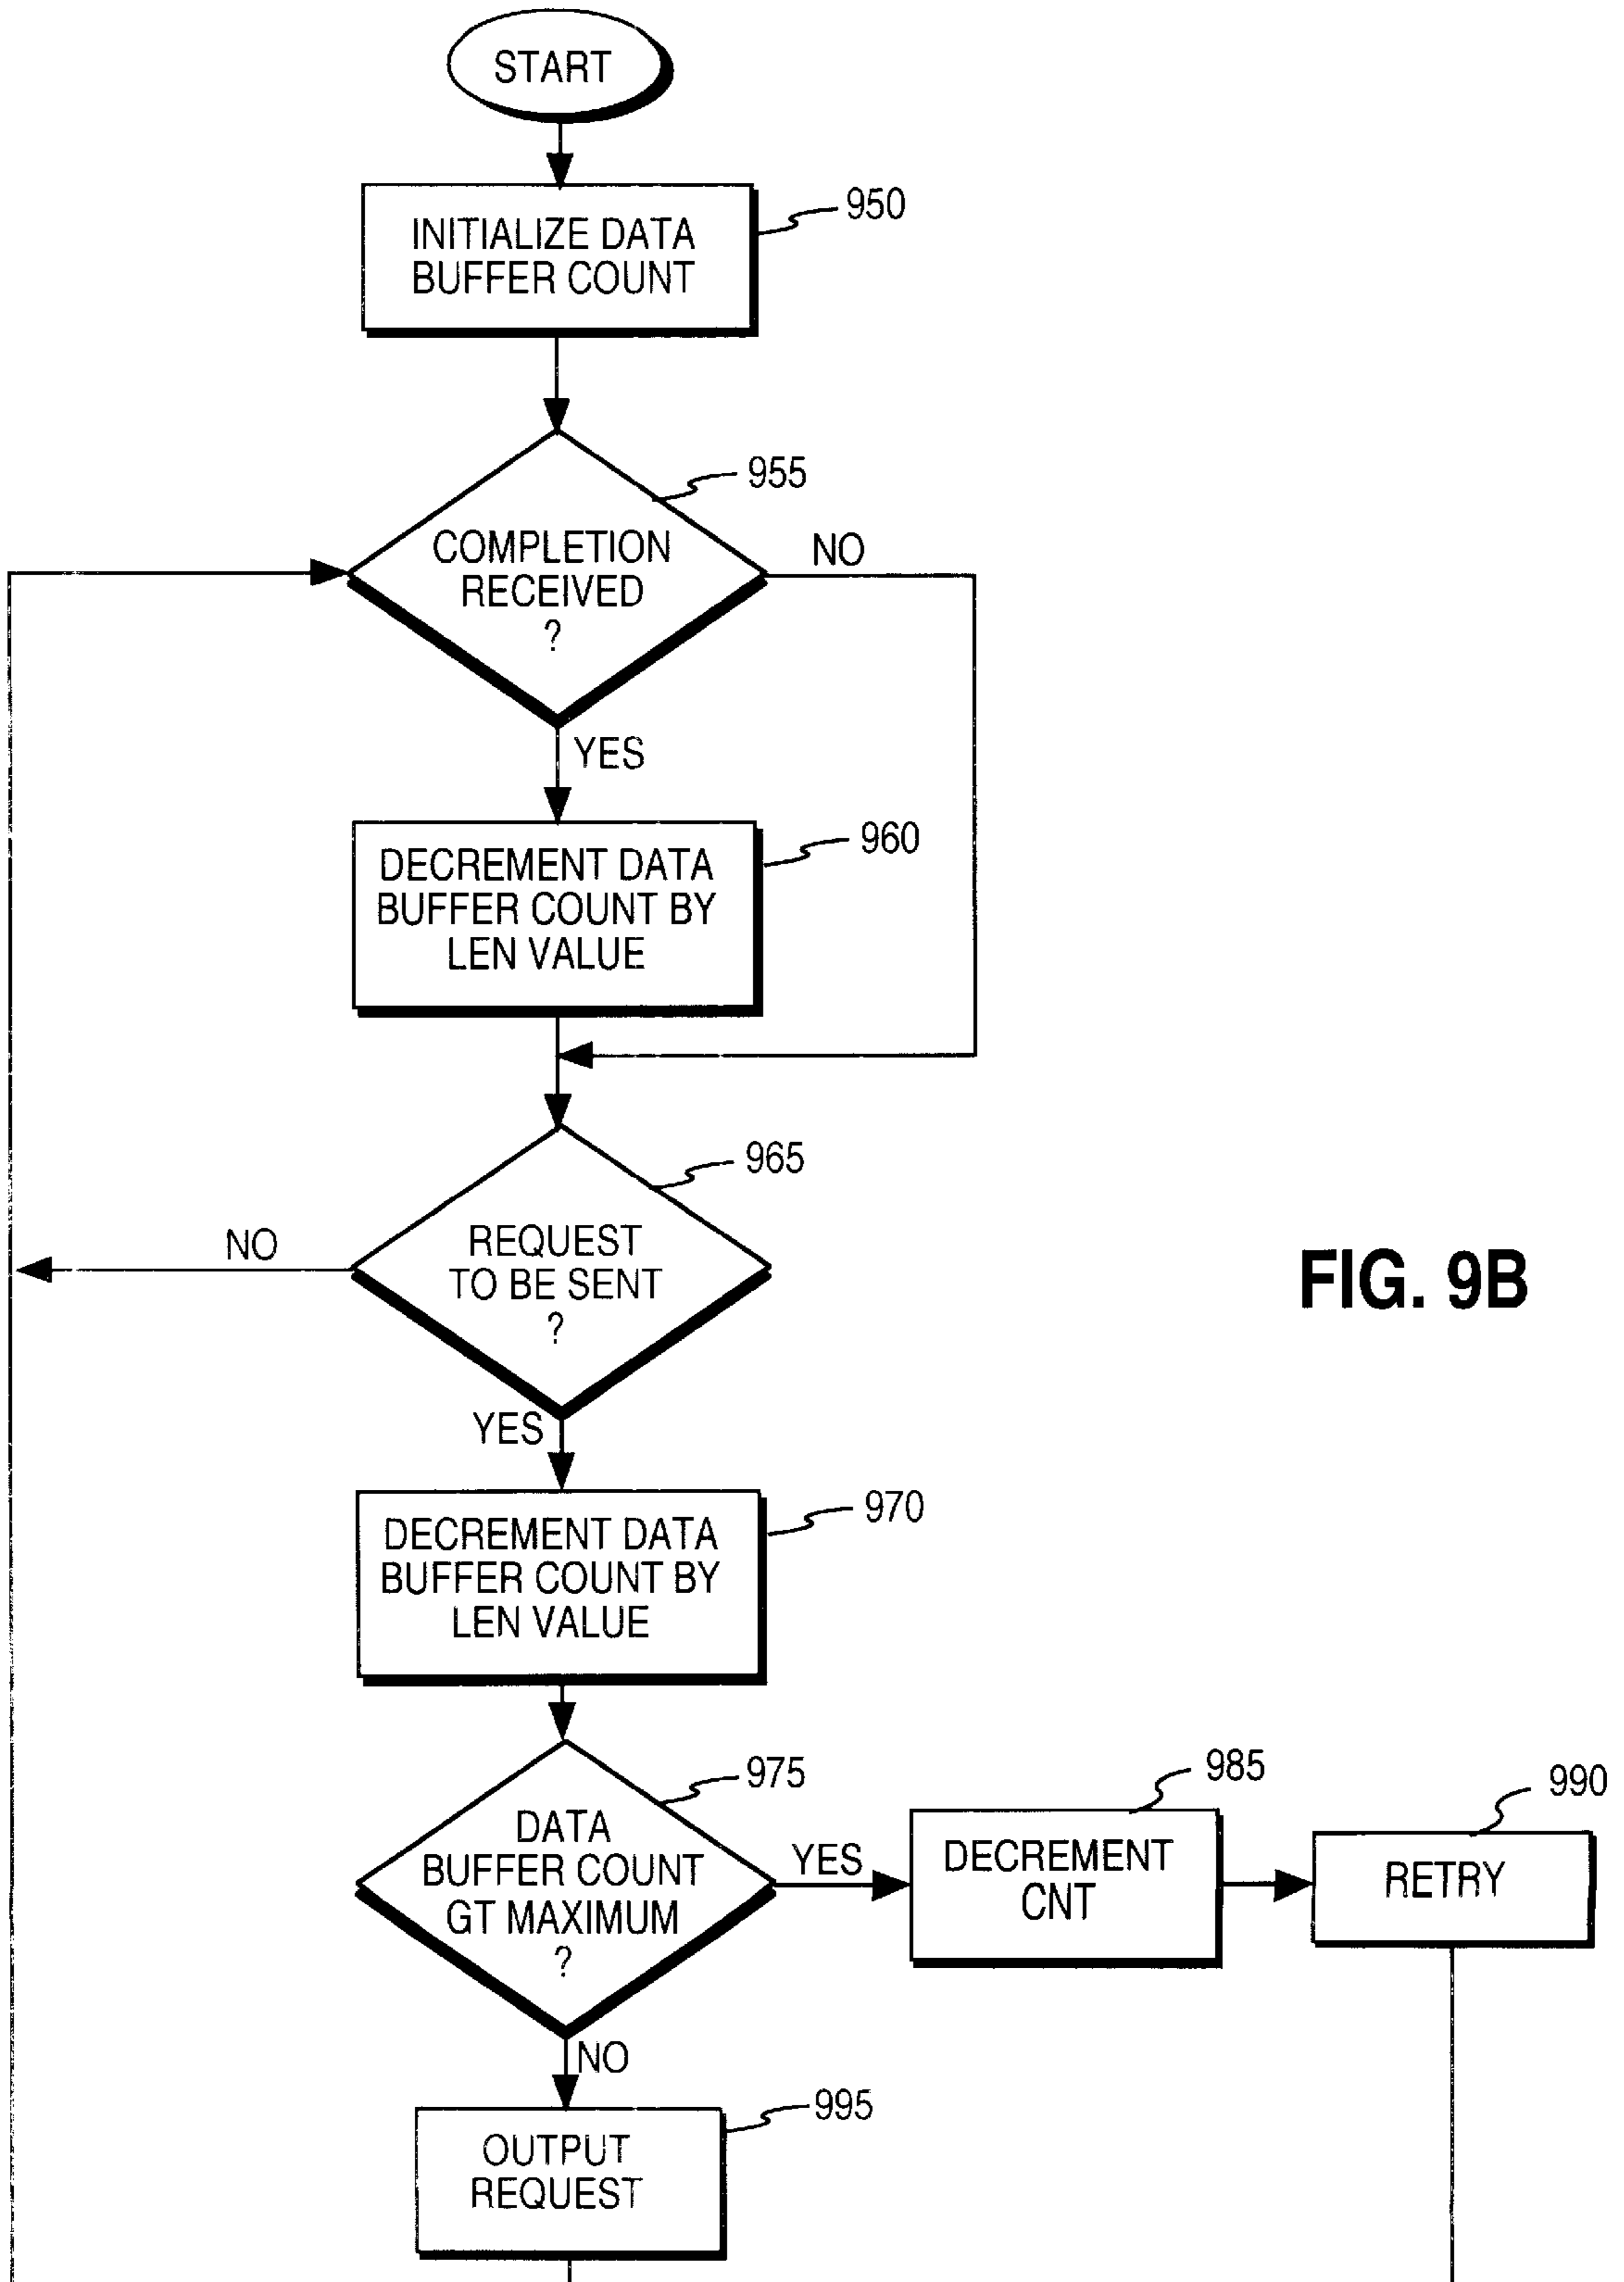 START
INITIALIZE DATA
BUFFER COUNT
950
COMPLETION
RECEIVED
?
955
NO
YES
DECREMENT DATA
BUFFER COUNT BY
LEN VALUE
960
REQUEST
TO BE SENT
?
965
NO
YES
FIG. 9B
DECREMENT DATA
BUFFER COUNT BY
LEN VALUE
970
DATA
BUFFER COUNT
GT MAXIMUM
?
975
YES
DECREMENT
CNT
985
RETRY
990
NO
OUTPUT
REQUEST
995